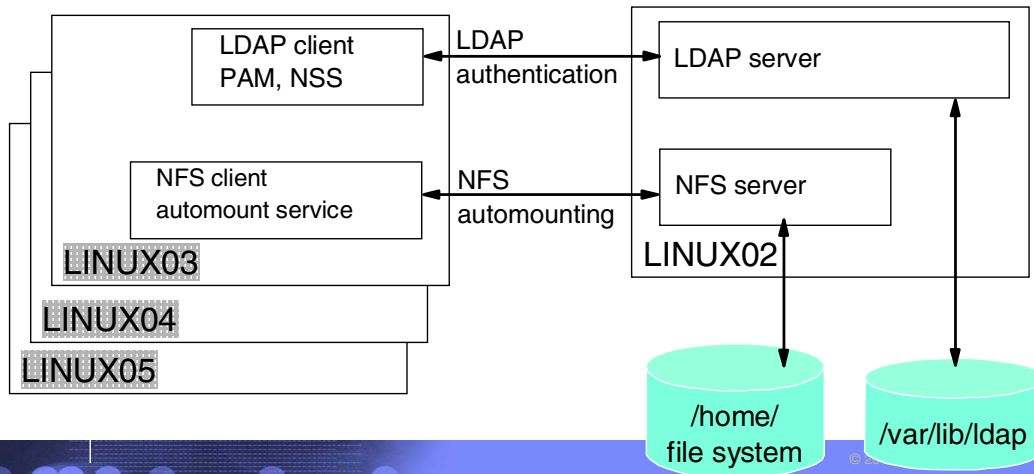 LDAP client
PAM, NSS
LDAP
authentication
LDAP server
NFS client
automount service
NFS
automounting
NFS server
LINUX03
LINUX02
LINUX04
LINUX05
/home/
file system
/var/lib/ldap